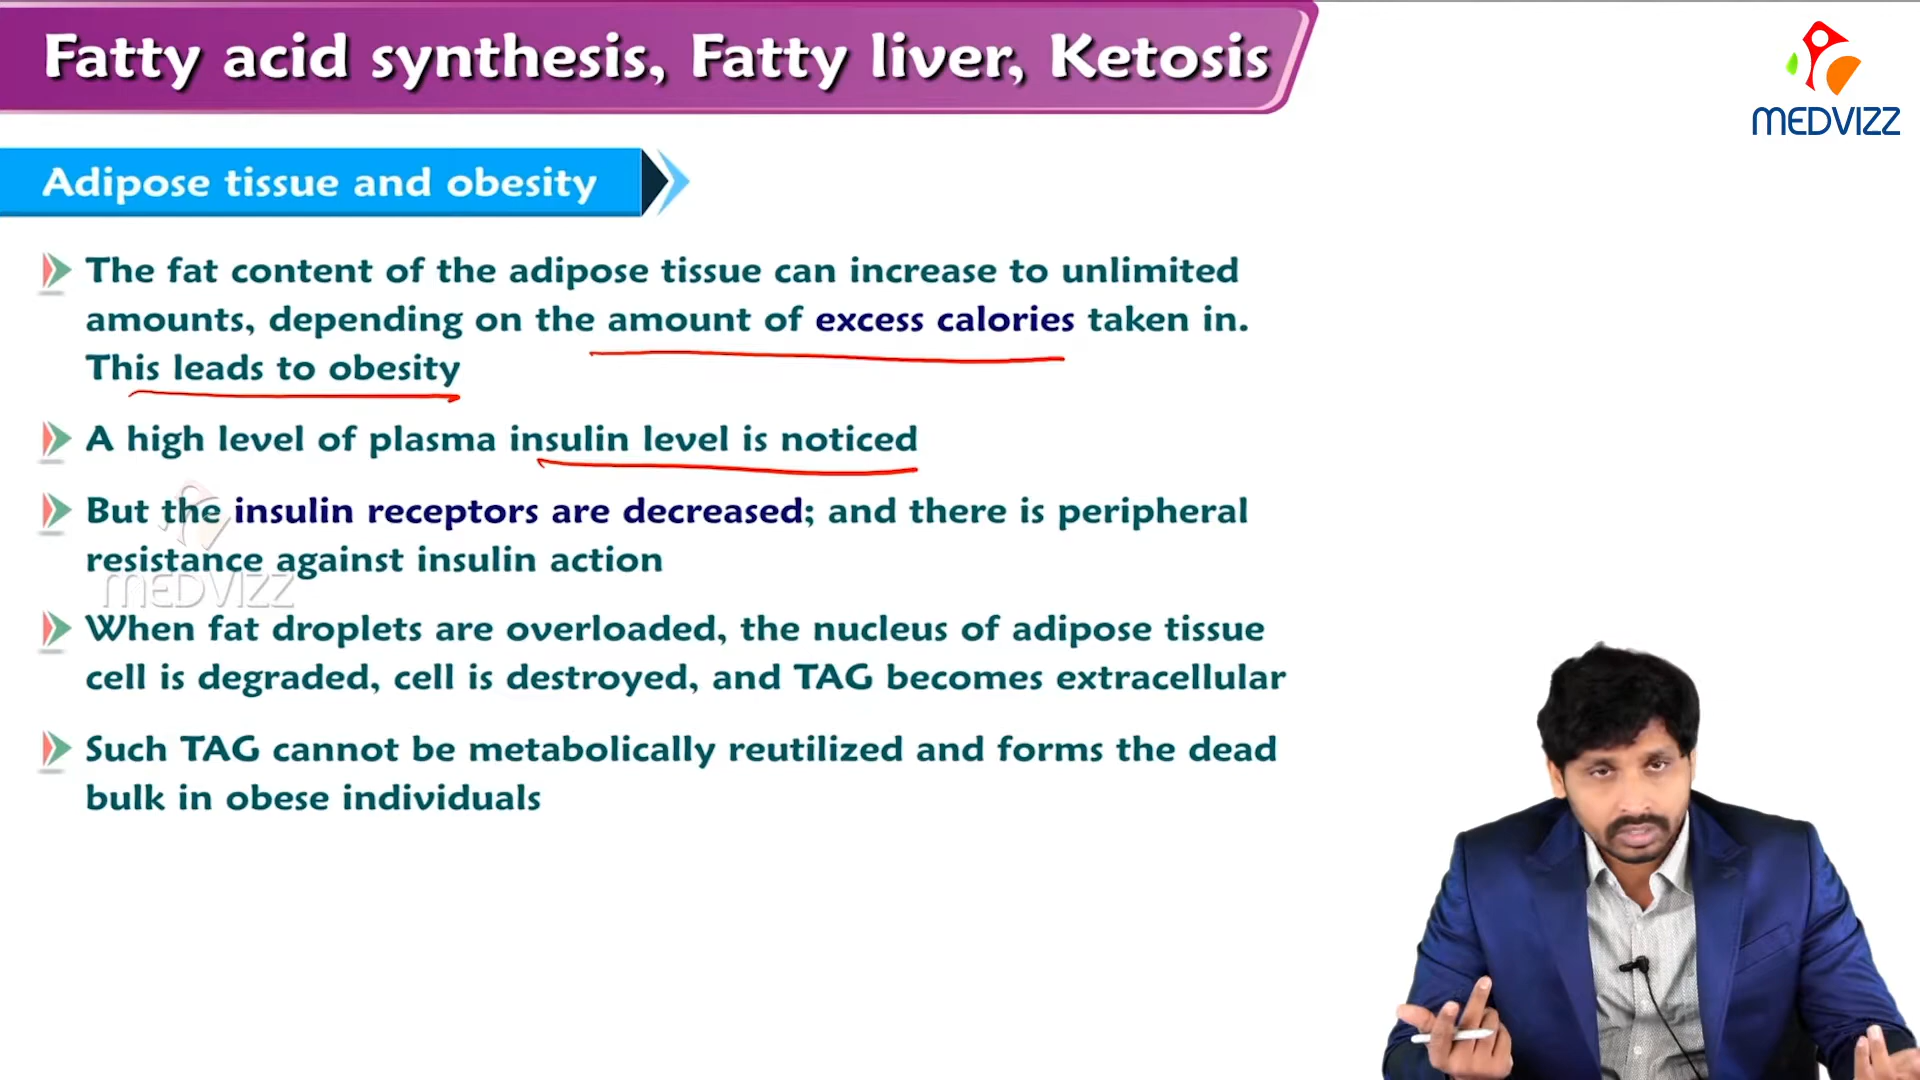 Fatty acid synthesis, Fatty liver, Ketosis
MEDVIZZ
Adipose tissue and obesity
The fat content of the adipose tissue can increase to unlimited
amounts, depending on the amount of excess calories taken in.
This leads to obesity
A high level of plasma insulin level is noticed
But the insulin receptors are decreased; and there is peripheral
resistance against insulin action
MEDVIZZ
When fat droplets are overloaded, the nucleus of adipose tissue
cell is degraded, cell is destroyed, and TAG becomes extracellular
Such TAG cannot be metabolically reutilized and forms the dead
bulk in obese individuals